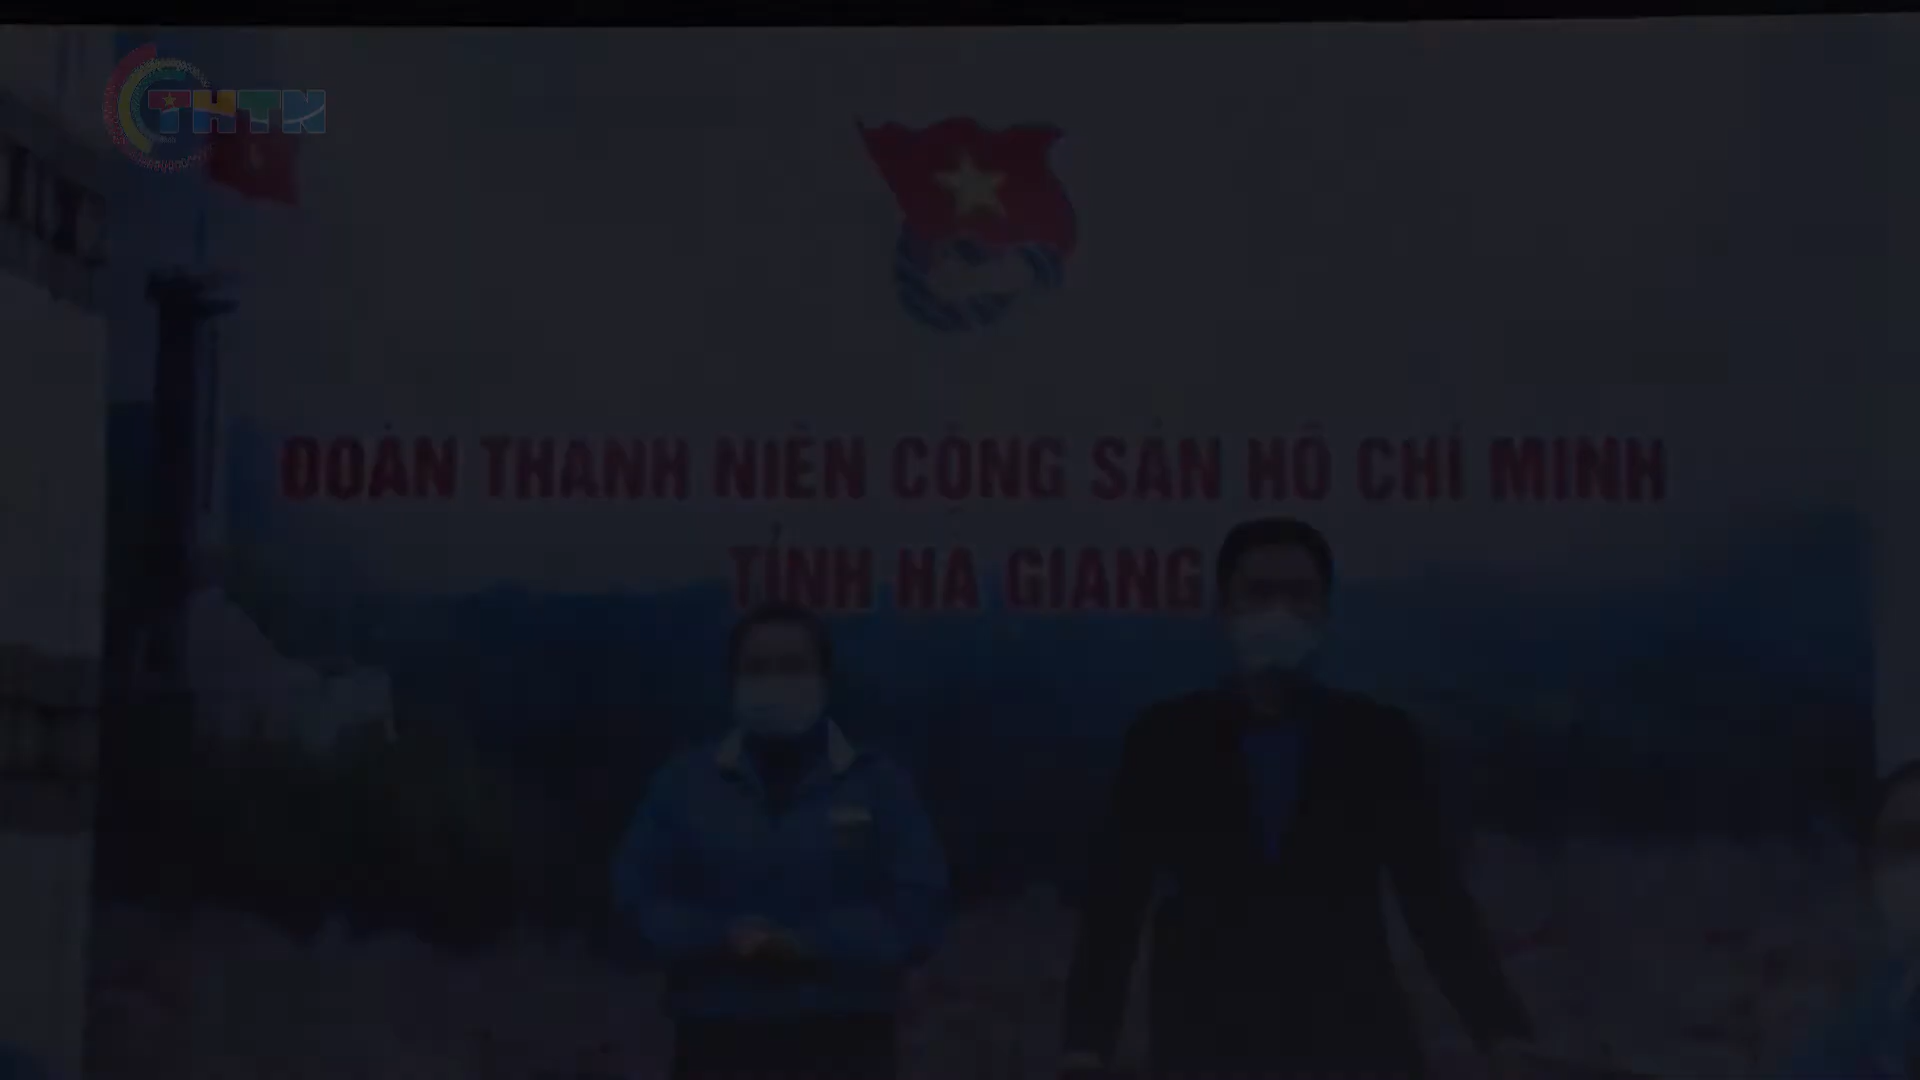 THTN
ĐOÀN THANH NIÊN CỘNG SẢN HỒ CHÍ MINH
TỈNH HÀ GIANG